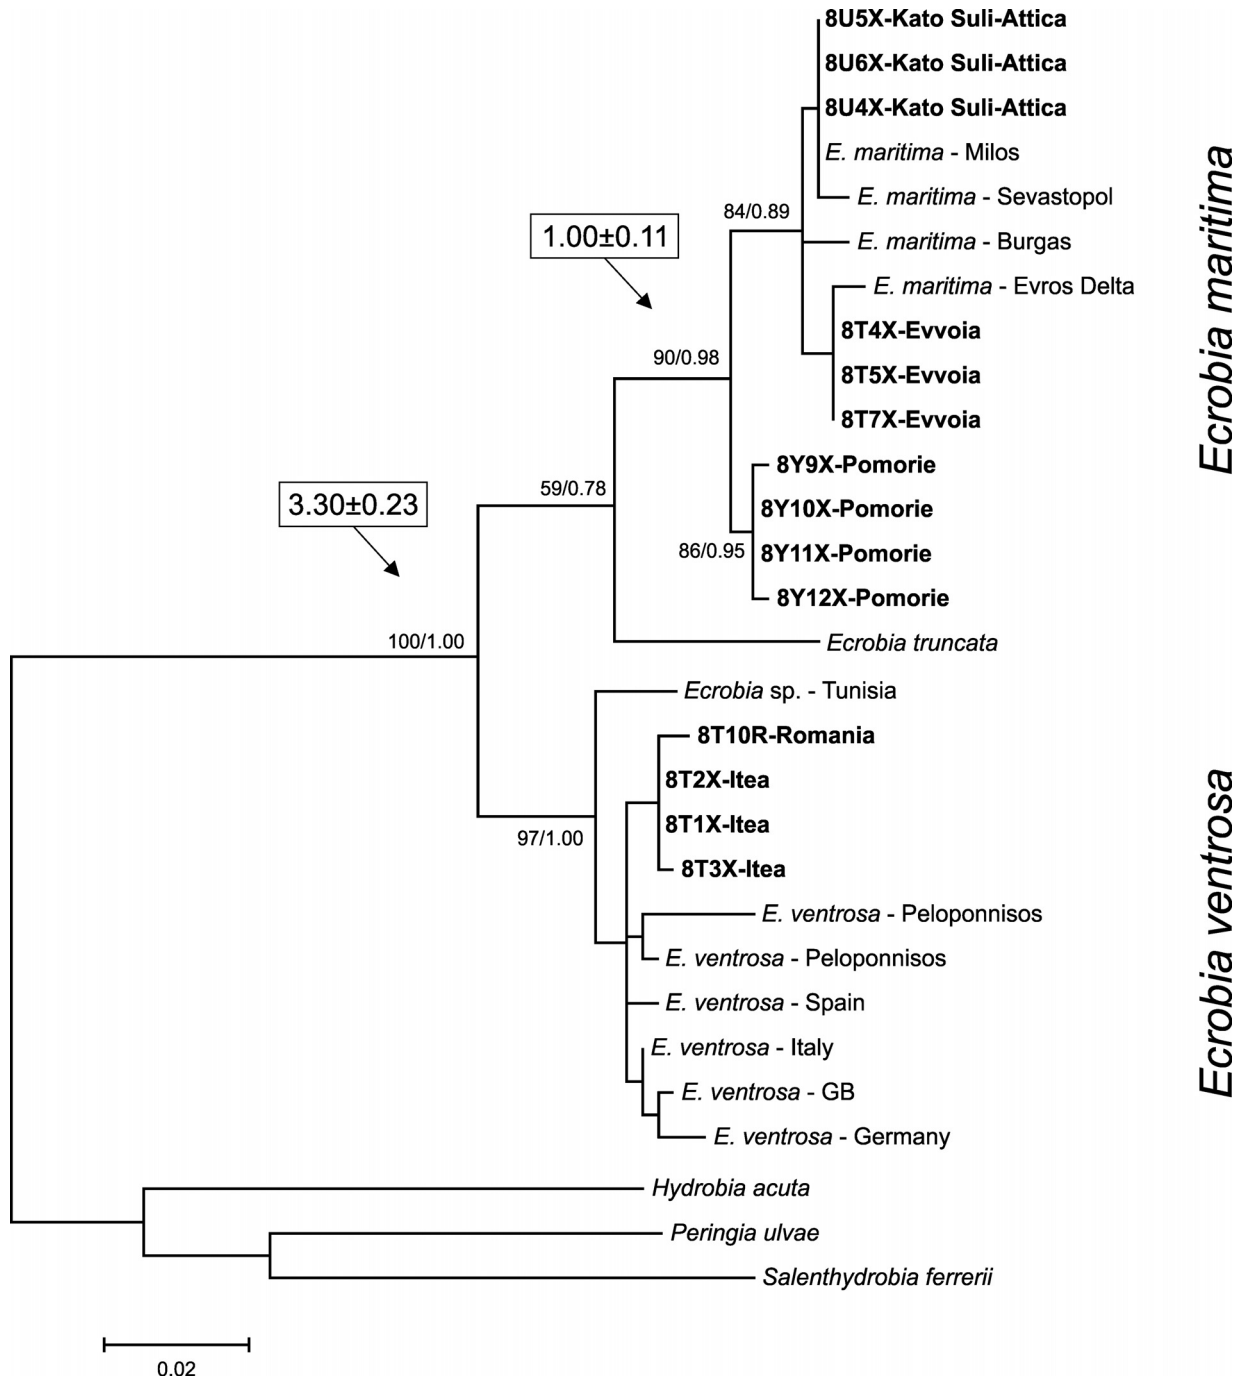 8U5X-Kato Suli-Attica
8U6X-Kato Suli-Attica
8U4X-Kato Suli-Attica
E. maritima - Milos
E. maritima - Sevastopol
84/0.89
1.00±0.11
E. maritima - Burgas
E. maritima - Evros Delta
8T4X-Evvoia
90/0.98
8T5X-Evvoia
8T7X-Evvoia
Ecrobia maritima
8Y9X-Pomorie
59/0.78
3.30±0.23
8Y10X-Pomorie
86/0.95
8Y11X-Pomorie
8Y12X-Pomorie
100/1.00
Ecrobia truncata
Ecrobia sp. - Tunisia
8T10R-Romania
8T2X-Itea
8T1X-Itea
97/1.00
8T3X-Itea
E. ventrosa - Peloponnisos
E. ventrosa - Peloponnisos
Ecrobia ventrosa
E. ventrosa - Spain
E. ventrosa - Italy
E. ventrosa - GB
E. ventrosa - Germany
Hydrobia acuta
Peringia ulvae
Salenthydrobia ferrerii
0.02